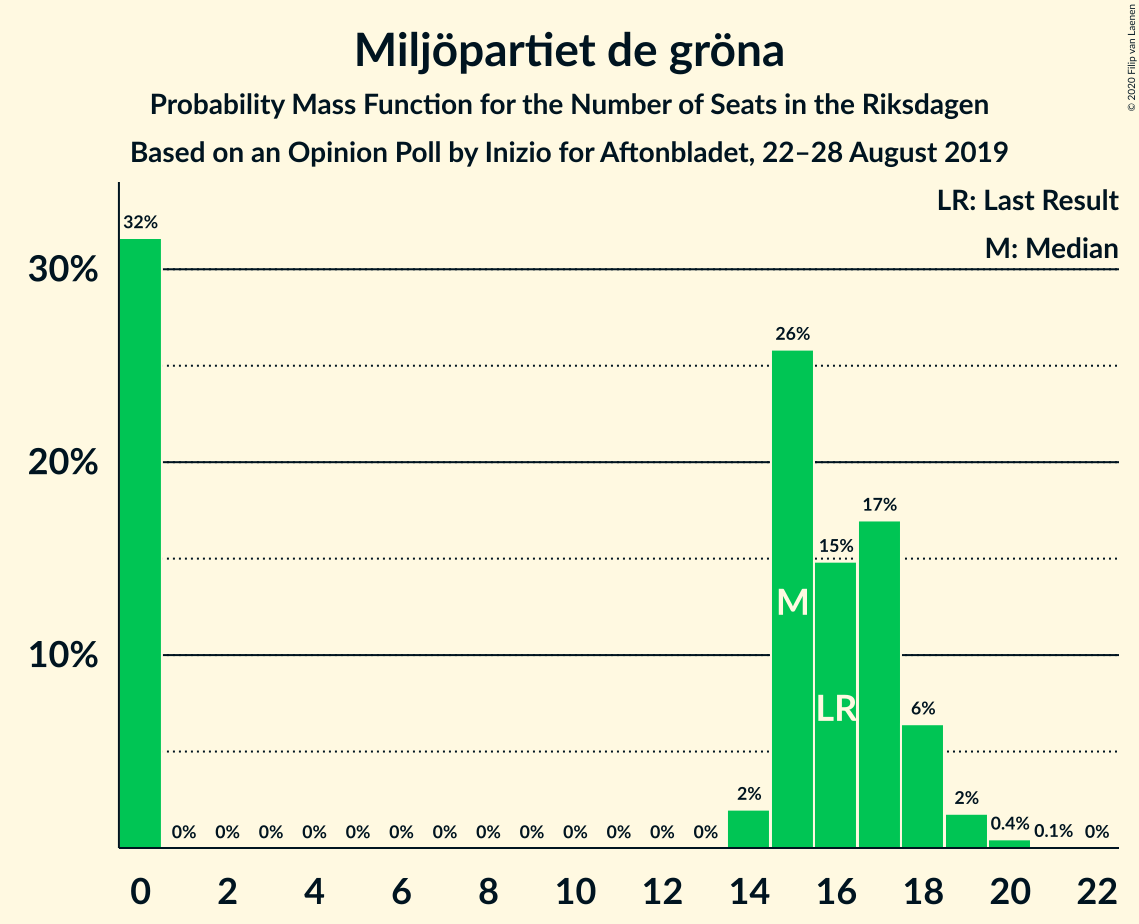 Miljöpartiet de gröna
Probability Mass Function for the Number of Seats in the Riksdagen
Based on an Opinion Poll by Inizio for Aftonbladet, 22–28 August 2019
© 2020 Filip van Laenen
LR: Last Result
M: Median
30%
20%
10%
32%
0%
0%
0%
0%
0%
0%
0%
0%
0%
0%
0%
0%
0%
2%
26%
15%
17%
6%
2%
0.4%
0.1%
0%
M
LR
0 2 4 6 8 10 12 14 16 18 20 22